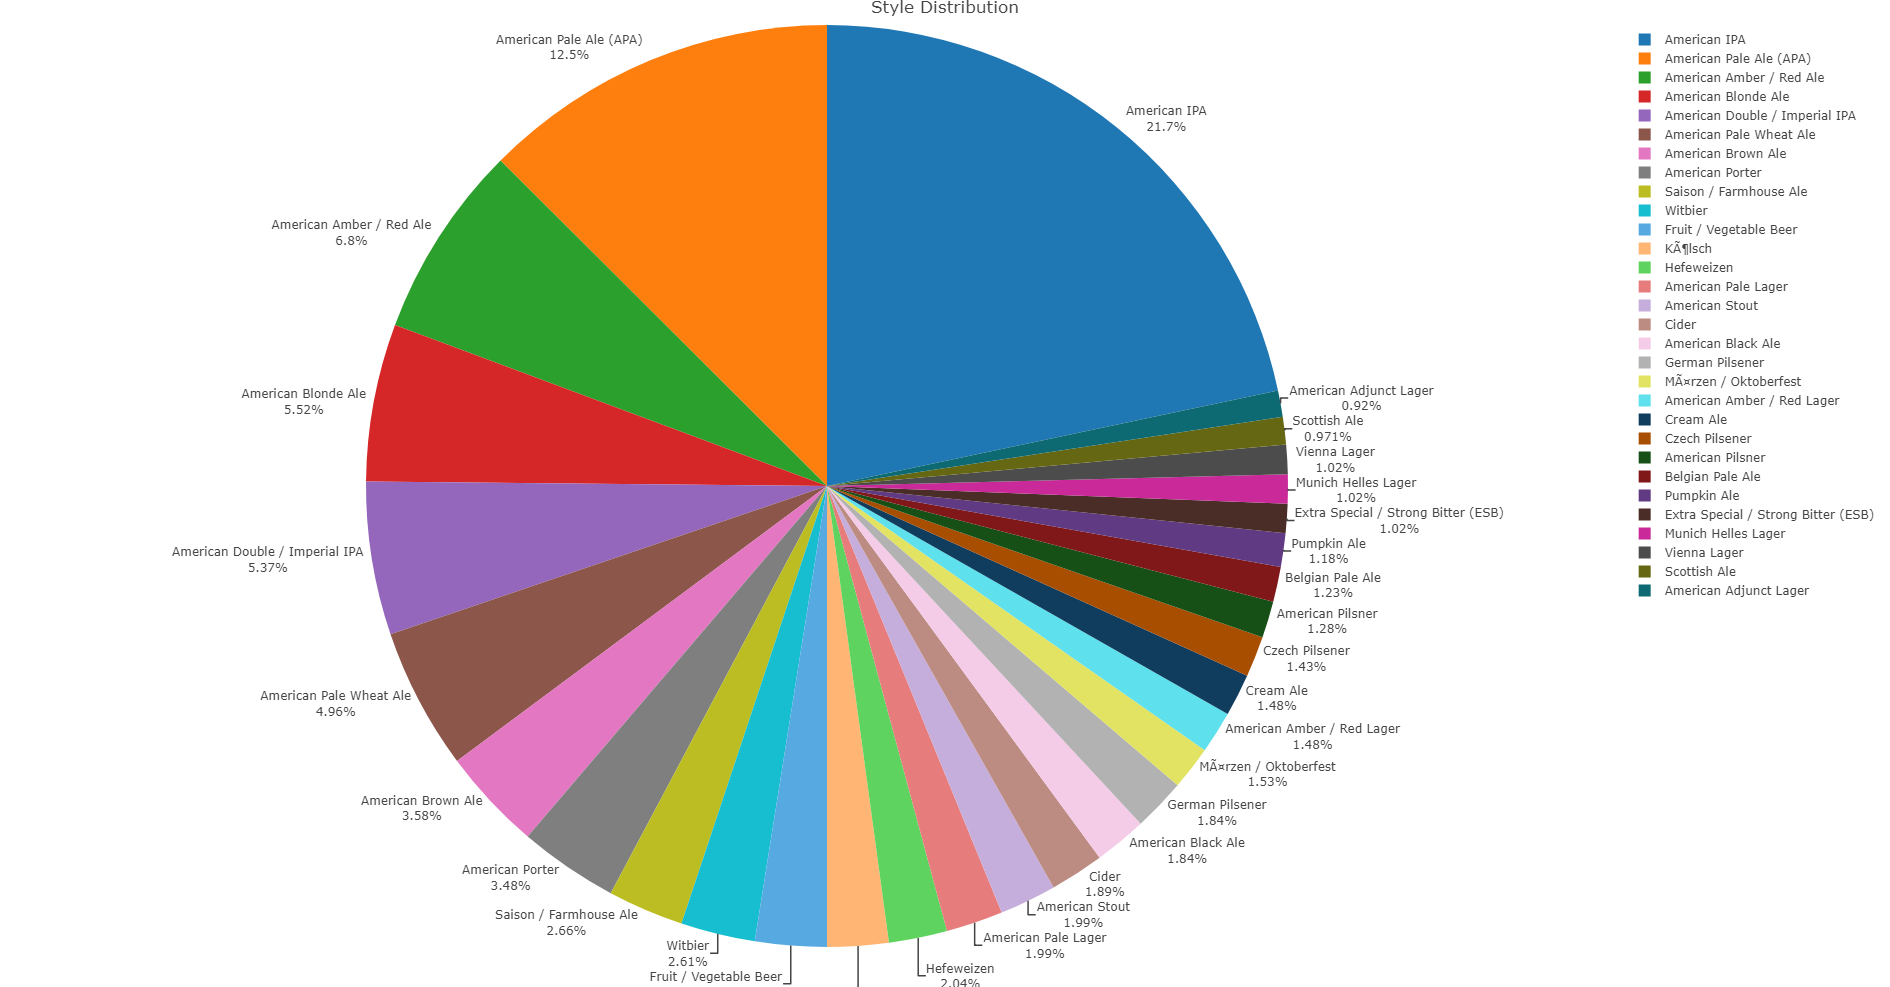 Style Distribution
American Pale Ale (APA)
12.5%
American IPA
21.7%
American Amber / Red Ale
6.8%
American Blonde Ale
5.52%
American Double / Imperial IPA
5.37%
American Pale Wheat Ale
4.96%
American Brown Ale
3.58%
American Porter
3.48%
Saison / Farmhouse Ale
2.66%
Witbier
2.61%
Fruit / Vegetable Beer
Hefeweizen
2.04%
American Pale Lager
1.99%
American Stout
1.99%
Cider
1.89%
American Black Ale
1.84%
German Pilsener
1.84%
MÃ¤rzen / Oktoberfest
1.53%
American Amber / Red Lager
1.48%
Cream Ale
1.48%
Czech Pilsener
1.43%
American Pilsner
1.28%
Belgian Pale Ale
1.23%
Pumpkin Ale
1.18%
Extra Special / Strong Bitter (ESB)
1.02%
Munich Helles Lager
1.02%
Vienna Lager
1.02%
Scottish Ale
0.971%
American Adjunct Lager
0.92%
American IPA
American Pale Ale (APA)
American Amber / Red Ale
American Blonde Ale
American Double / Imperial IPA
American Pale Wheat Ale
American Brown Ale
American Porter
Saison / Farmhouse Ale
Witbier
Fruit / Vegetable Beer
KÃ¶lsch
Hefeweizen
American Pale Lager
American Stout
Cider
American Black Ale
German Pilsener
MÃ¤rzen / Oktoberfest
American Amber / Red Lager
Cream Ale
Czech Pilsener
American Pilsner
Belgian Pale Ale
Pumpkin Ale
Extra Special / Strong Bitter (ESB)
Munich Helles Lager
Vienna Lager
Scottish Ale
American Adjunct Lager